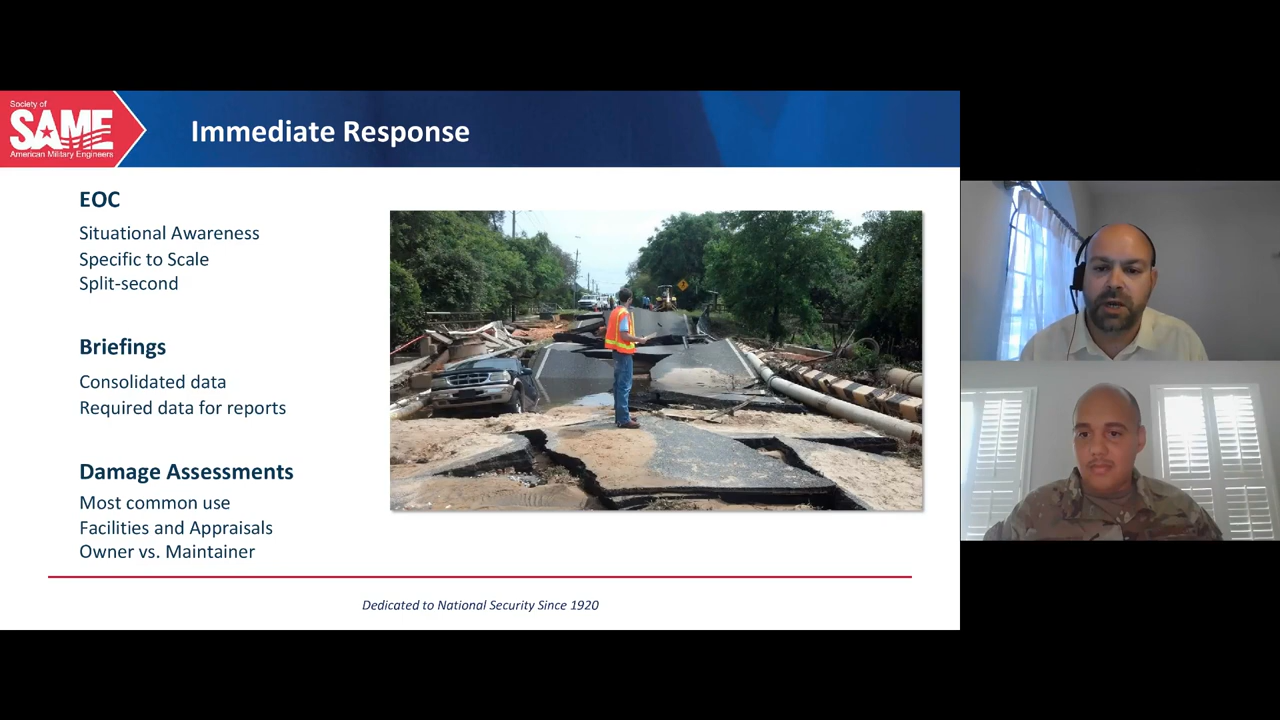 Society of
SAME
American Military Engineers
Immediate Response
EOC
Situational Awareness
Specific to Scale
Split-second
Briefings
Consolidated data
Required data for reports
Damage Assessments
Most common use
Facilities and Appraisals
Owner vs. Maintainer
Dedicated to National Security Since 1920